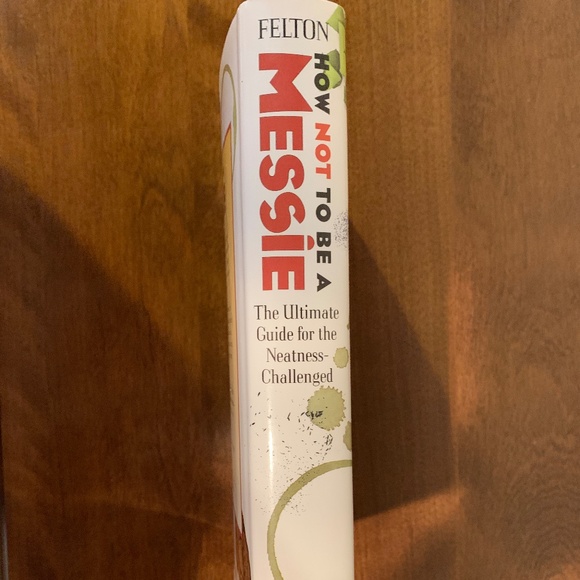 FELTON
HOW NOT TO BE A
MESSiE
The Ultimate
Guide for the
Neatness-
Challenged